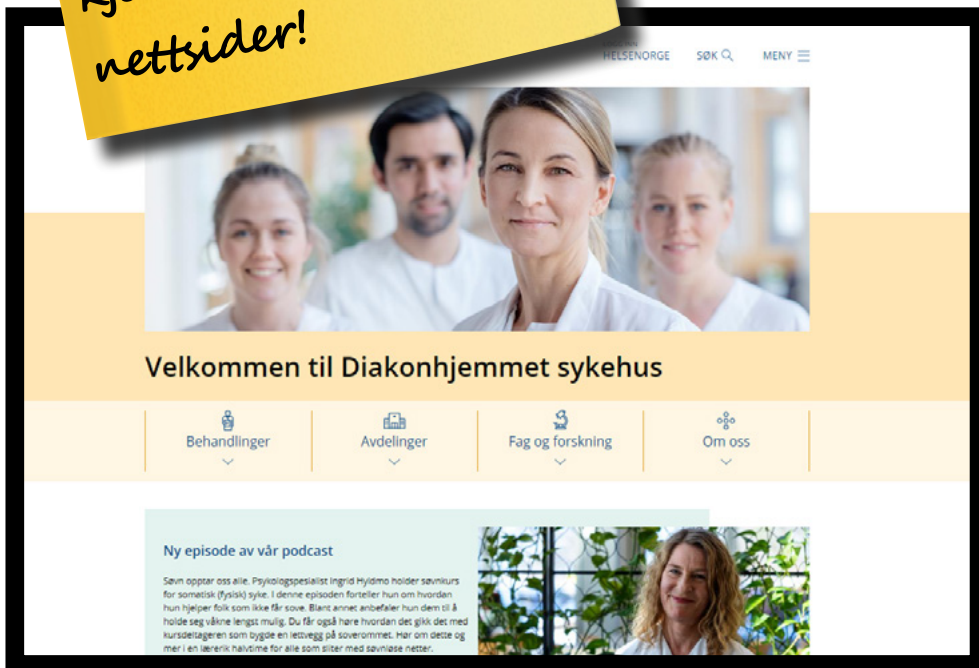 nettsider!
HELSENORGE
SØK
MENY
Velkommen til Diakonhjemmet sykehus
Behandlinger
Avdelinger
Fag og forskning
Om oss
Ny episode av vår podcast
Søvn opptar oss alle. Psykologspesialist Ingrid Hyldmo holder søvnkurs
for somatisk (fysisk) syke. I denne episoden forteller hun om hvordan
hun hjelper folk som ikke får sove. Blant annet anbefaler hun dem til å
holde seg våkne lengst mulig. Du får også høre hvordan det gikk det med
kursdeltageren som bygde en lettvegg på soverommet. Hør om dette og
mer i en lærerik halvtime for alle som sliter med søvnløse netter.